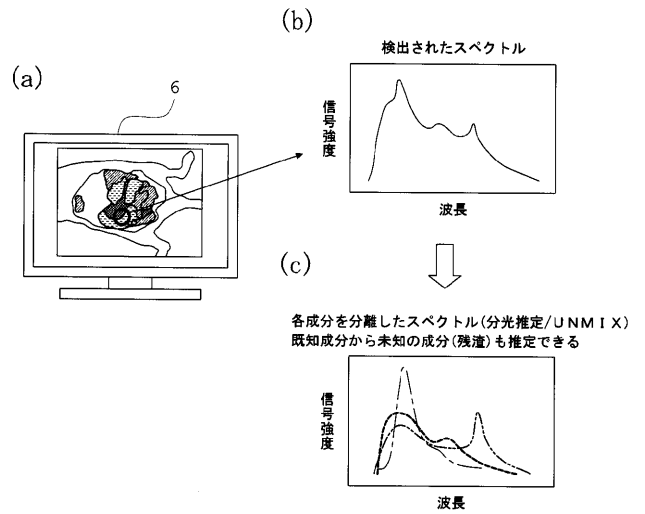 (b)
検出されたスペクトル
(a)
6
信号強度
波長
(c)
各成分を分離したスペクトル(分光推定/UNMIX)
既知成分から未知の成分(残渣)も推定できる
信号強度
波長